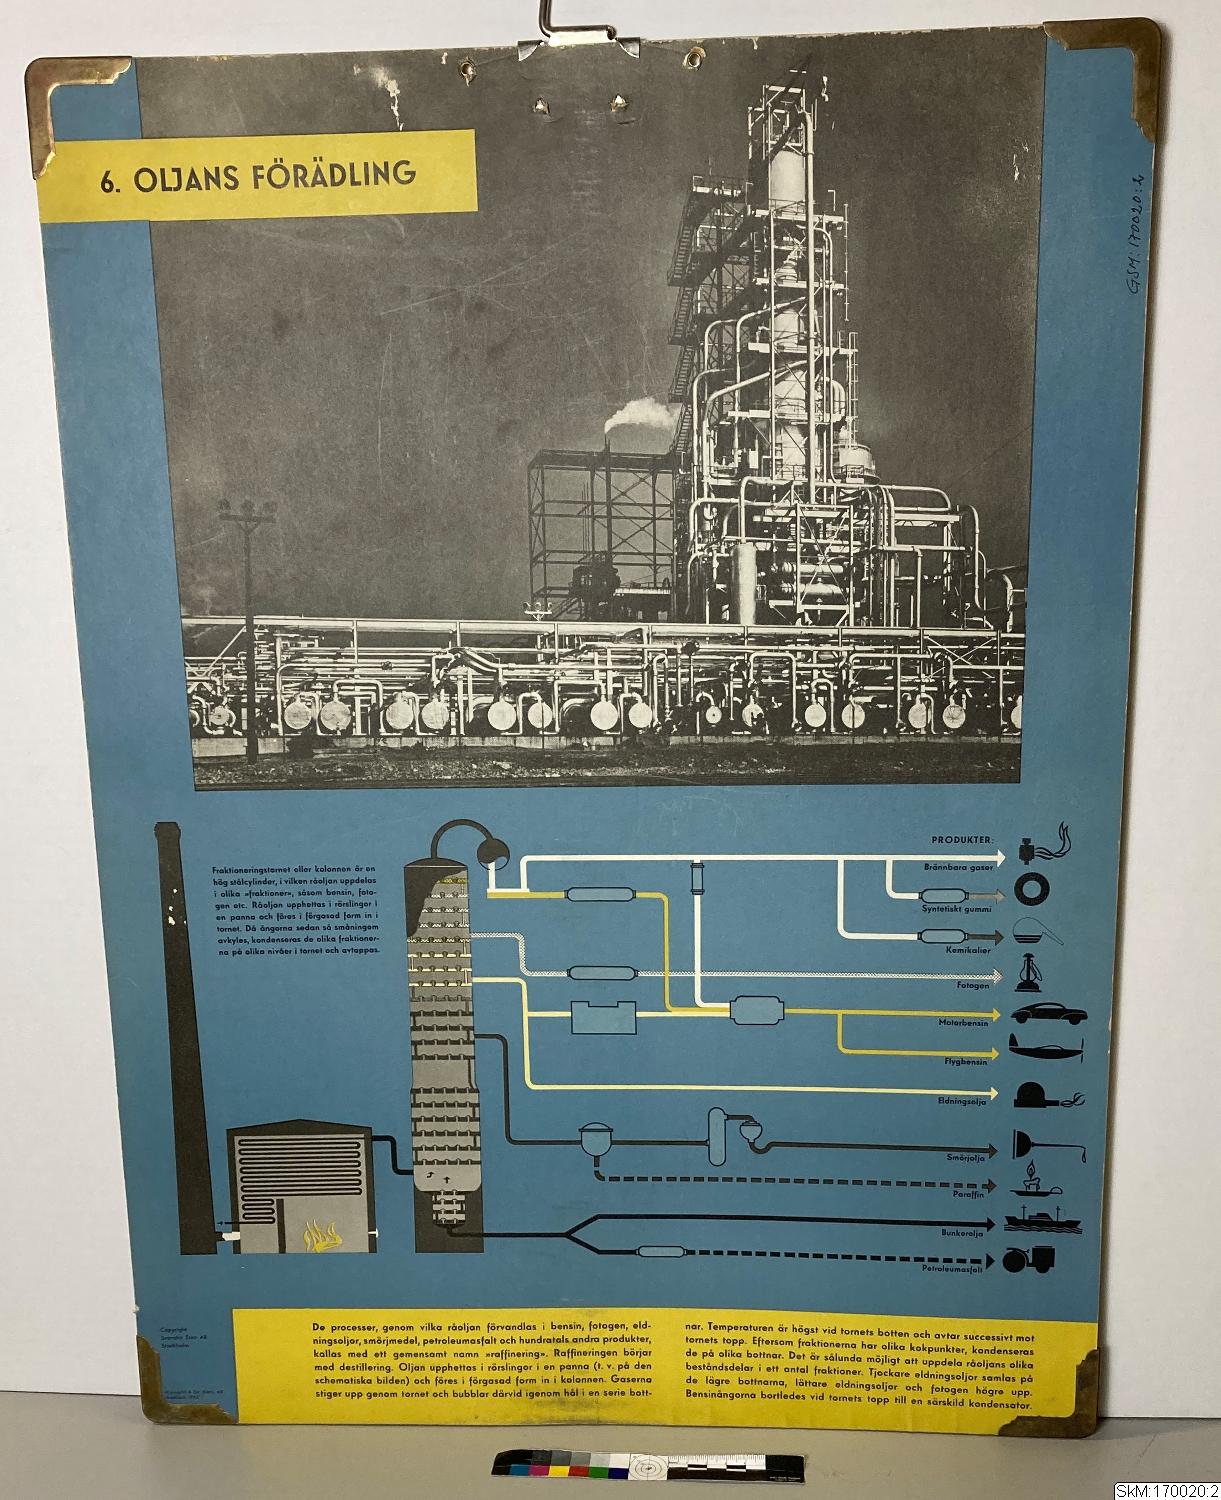 6. OLJANS FÖRÄDLING
GSM: 170020:2
Fraktioneringstornet eller kolonnen är en
hög stålcylinder, i vilken råoljan uppdelas
i olika »fraktioner», såsom bensin, foto-
gen etc. Råoljan upphettas i rörslingor i
en panna och föres i förgasad form in i
tornet. Då ångorna sedan så småningom
avkyles, kondenseras de olika fraktioner-
na på olika nivåer i tornet och avtappas.
PRODUKTER:
Brännbara gaser
Syntetiskt gummi
Kemikalier
Fotogen
Motorbensin
Flygbensin
Eldningsolja
Smörjolja
Paraffin
Bunkerolja
Petroleumasfalt
Copyright
Svenska Esso AB
Stockholm
De processer, genom vilka råoljan förvandlas i bensin, fotogen, eld-
ningsoljor, smörjmedel, petroleumasfalt och hundratals andra produkter,
kallas med ett gemensamt namn »raffinering». Raffineringen börjar
med destillering. Oljan upphettas i rörslingor i en panna (t. v. på den
schematiska bilden) och föres i förgasad form in i kolonnen. Gaserna
stiger upp genom tornet och bubblar därvid igenom hål i en serie bott-
nar. Temperaturen är högst vid tornets botten och avtar successivt mot
tornets topp. Eftersom fraktionerna har olika kokpunkter, kondenseras
de på olika bottnar. Det är sålunda möjligt att uppdela råoljans olika
beståndsdelar i ett antal fraktioner. Tjockare eldningsoljor samlas på
de lägre bottnarna, lättare eldningsoljor och fotogen högre upp.
Bensinångorna bortledes vid tornets topp till en särskild kondensator.
SkM:170020:2